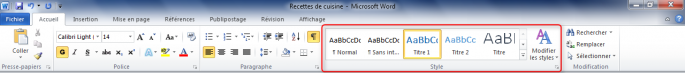 Recettes de cuisine - Microsoft Word
Fichier Accueil Insertion Mise en page Références Publipostage Révision Affichage
Coller
Calibri Light ( 14
G I S abc
AaBbCcDc AaBbCcDc AaBbCc AaBbCc AaBb
¶ Normal ¶ Sans int... Titre 1 Titre 2 Titre
Modifier
les styles
Rechercher
Remplacer
Sélectionner
Presse-papiers Police Paragraphe Style Modification